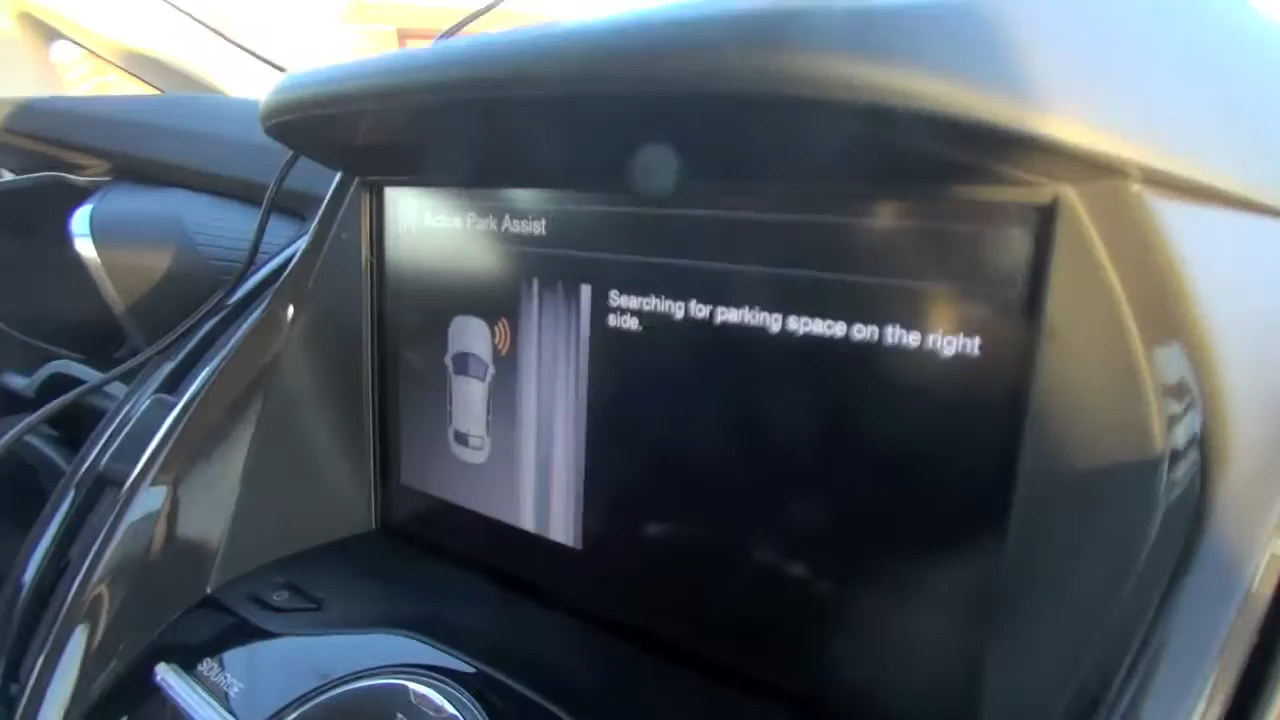 Active Park Assist
Searching for parking space on the right
side.
SOURCE